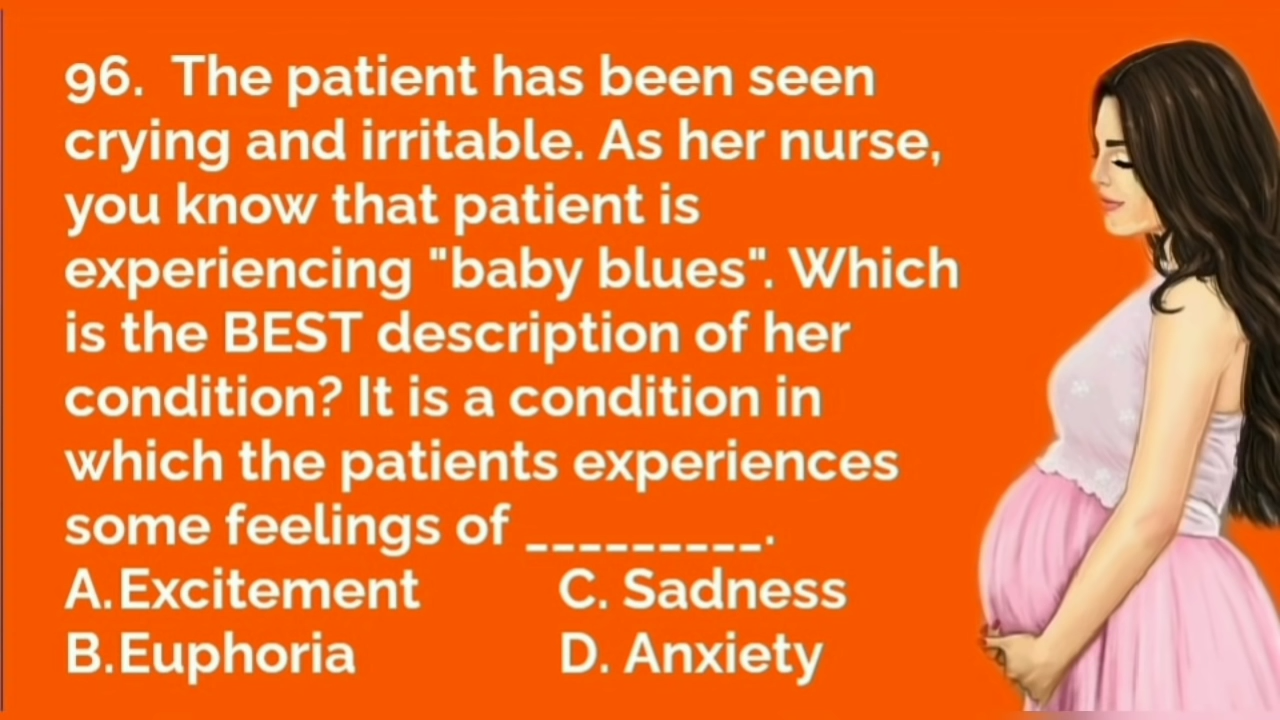 96. The patient has been seen
crying and irritable. As her nurse,
you know that patient is
experiencing "baby blues". Which
is the BEST description of her
condition? It is a condition in
which the patients experiences
some feelings of _________.
A.Excitement C. Sadness
B.Euphoria D. Anxiety